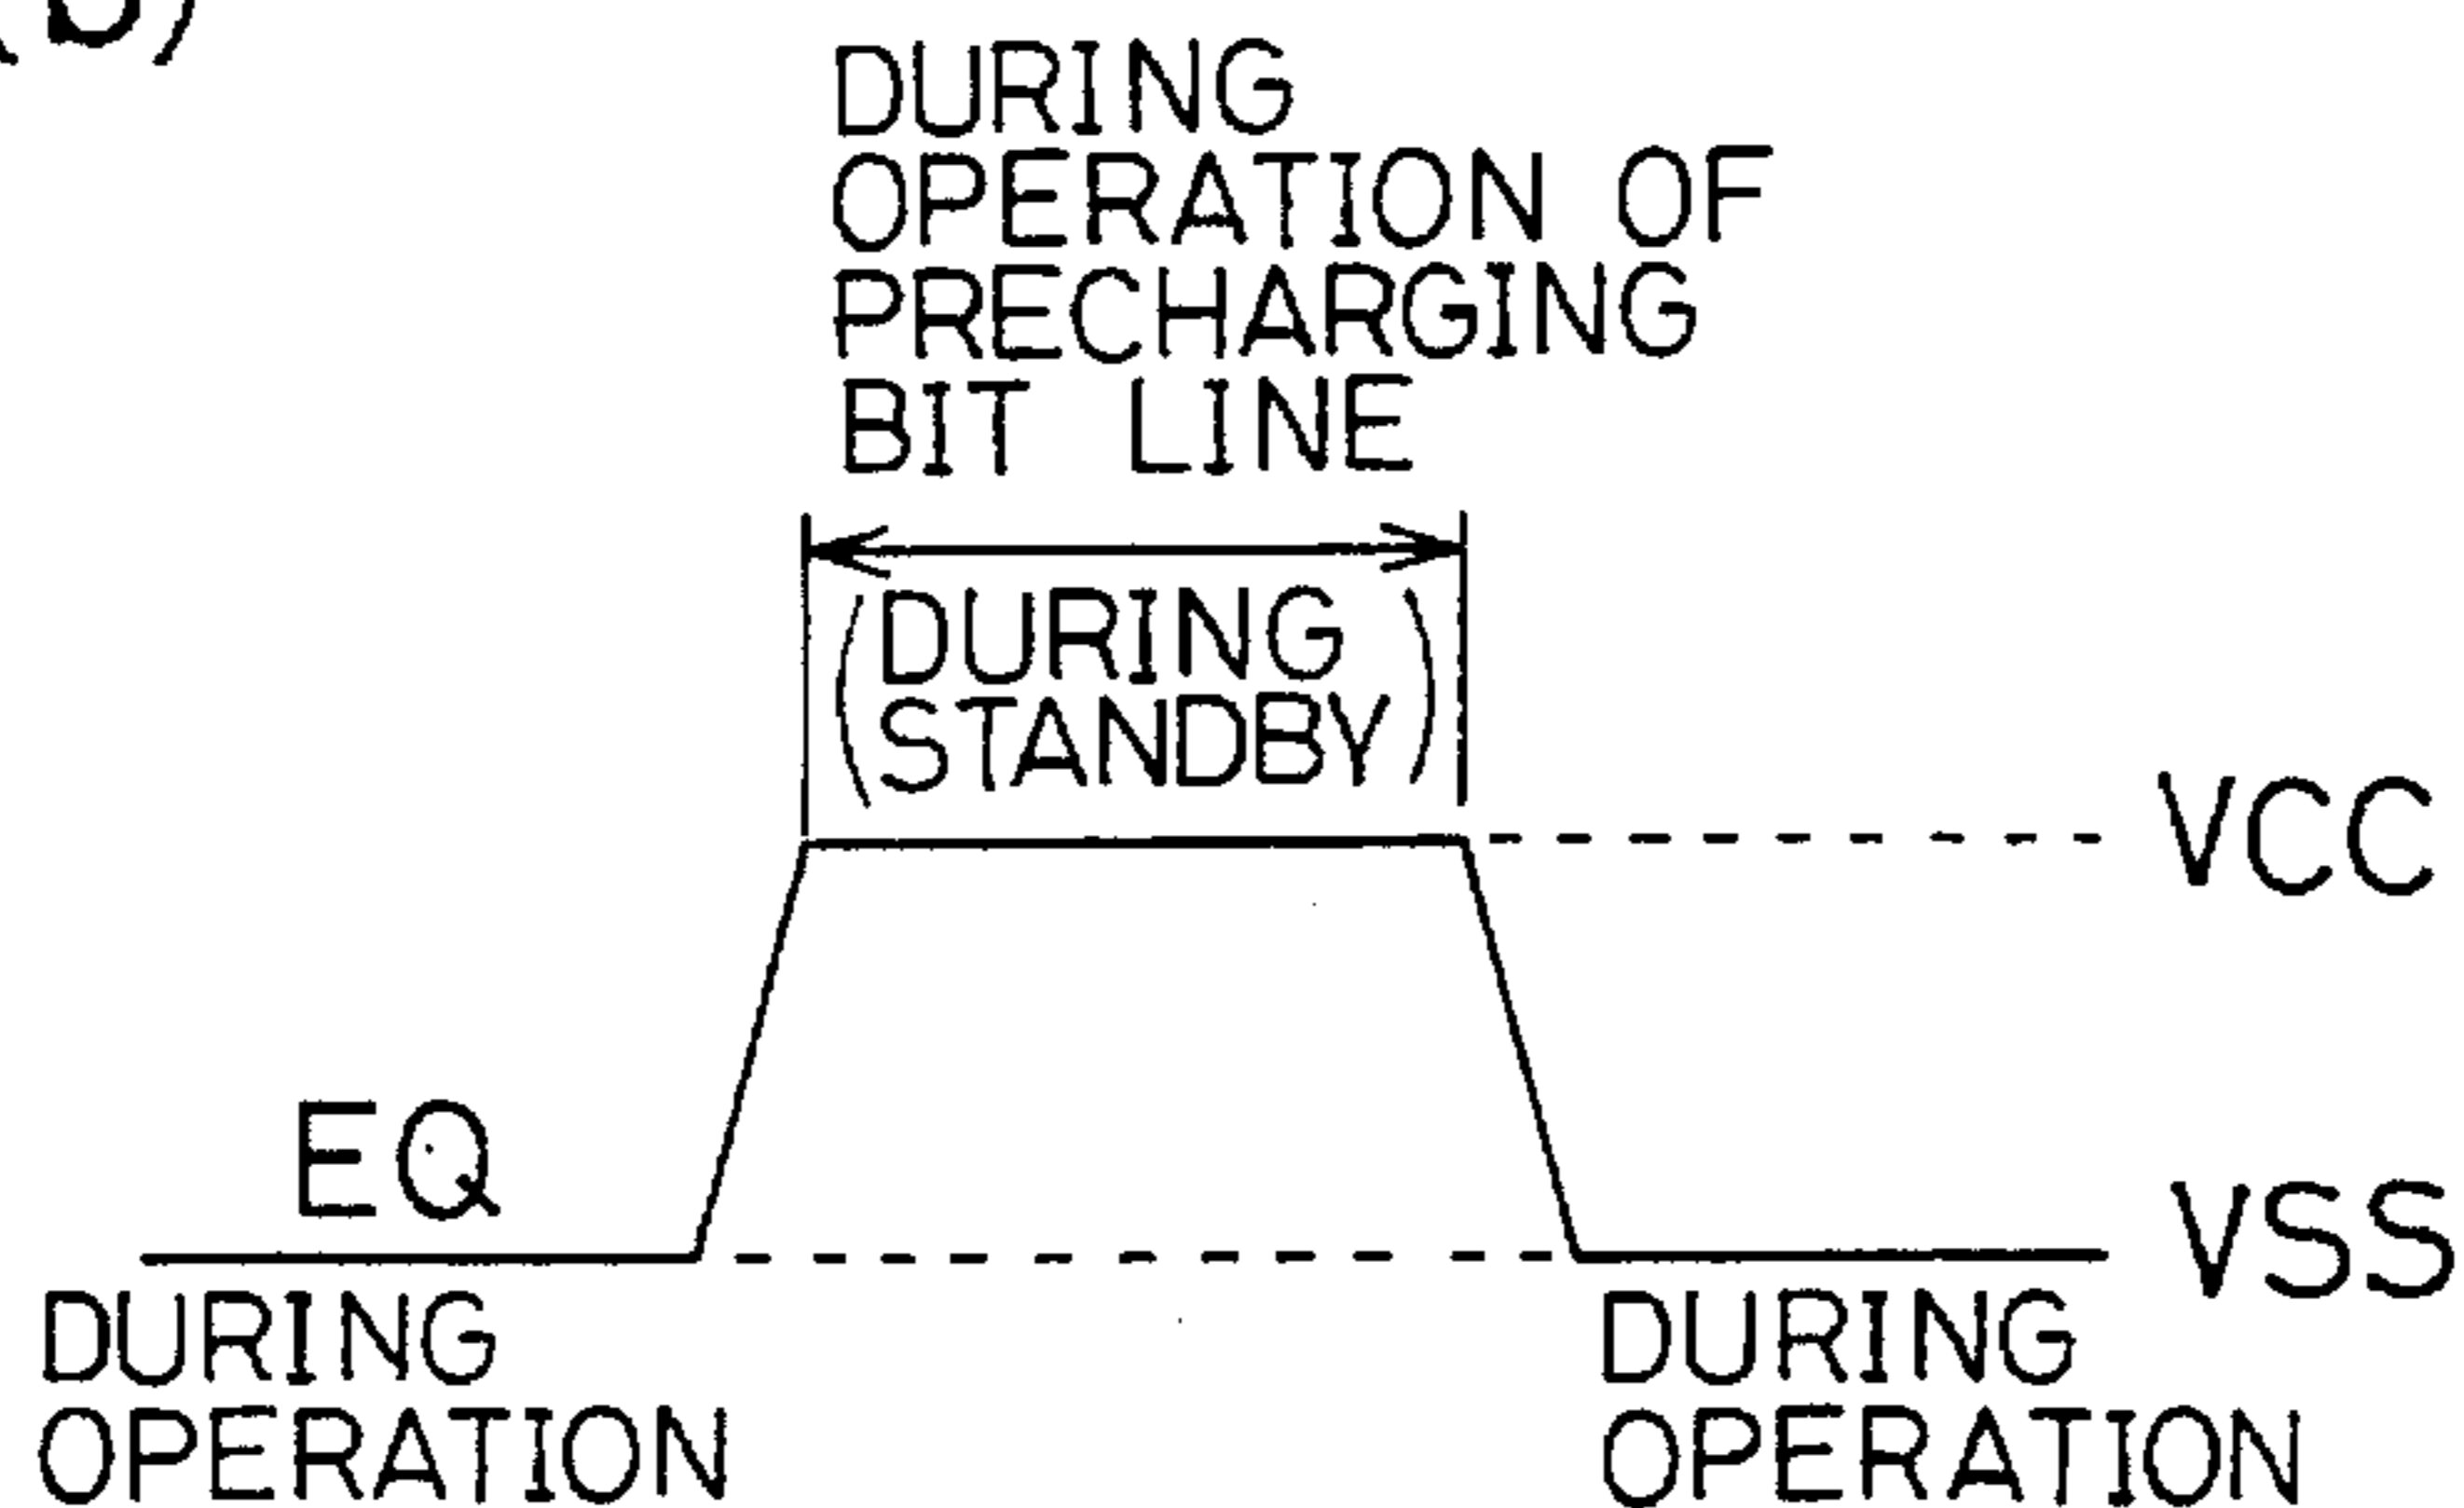 DURING
OPERATION OF
PRECHARGING
BIT LINE
(DURING
STANDBY)
VCC
EQ
VSS
DURING
OPERATION
DURING
OPERATION